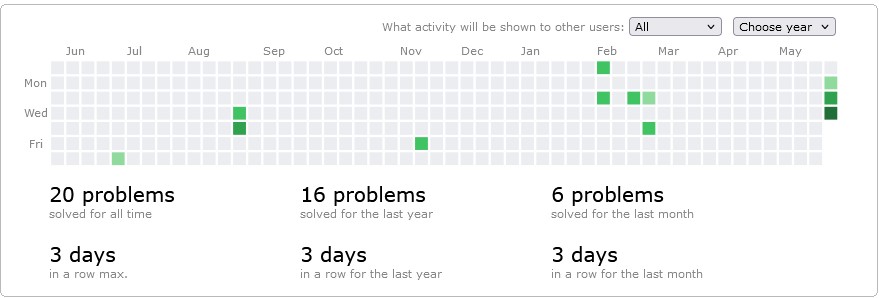 What activity will be shown to other users: All Choose year
Jun Jul Aug Sep Oct Nov Dec Jan Feb Mar Apr May
Mon
Wed
Fri
20 problems 16 problems 6 problems
solved for all time solved for the last year solved for the last month
3 days 3 days 3 days
in a row max. in a row for the last year in a row for the last month